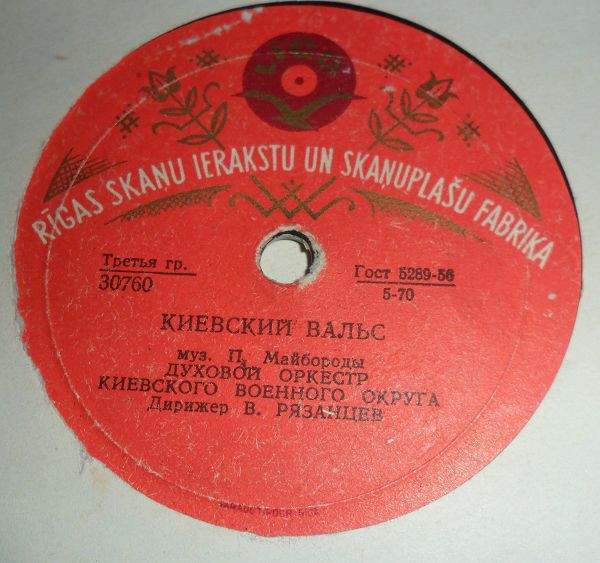 LIGO
RĪGAS SKAŅU IERAKSTU UN SKAŅUPLAŠU FABRIKA
Третья гр.
30760
Гост 5289-56
5-70
КИЕВСКИЙ ВАЛЬС
муз. П. Майбороды
ДУХОВОЙ ОРКЕСТР
КИЕВСКОГО ВОЕННОГО ОКРУГА
Дирижер В. РЯЗАНЦЕВ